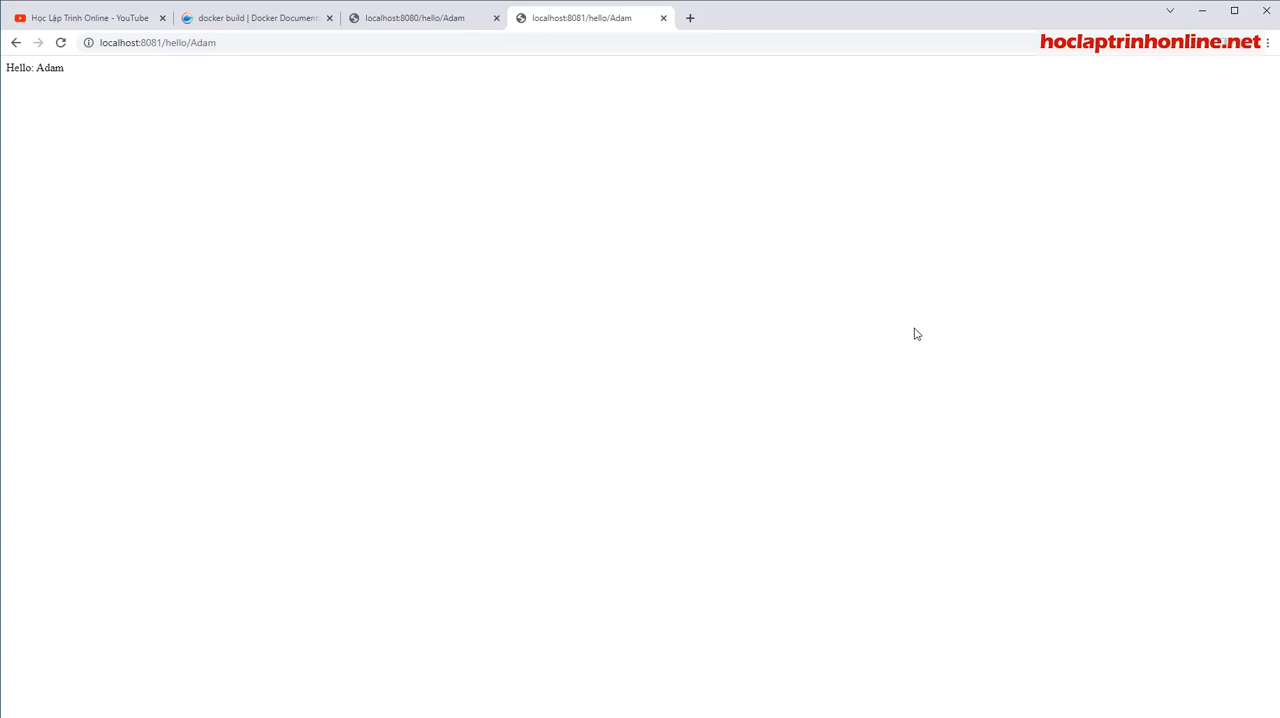 Học Lập Trình Online - YouTube
docker build | Docker Document
localhost:8080/hello/Adam
localhost:8081/hello/Adam
localhost:8081/hello/Adam
hoclaptrinhonline.net
Hello: Adam